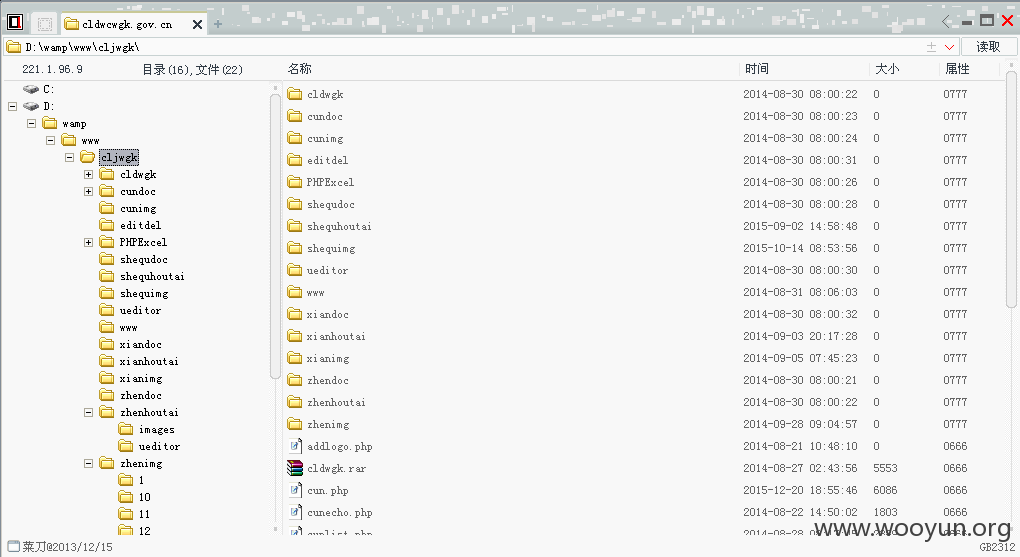 cldwcwgk.gov.cn
D:\wamp\www\cljwgk\
读取
221.1.96.9
目录(16),文件(22)
名称 时间 大小 属性
C:
D:
wamp
www
cljwgk
cldwgk
cundoc
cunimg
editdel
PHPExcel
shequdoc
shequhoutai
shequimg
ueditor
www
xiandoc
xianhoutai
xianimg
zhendoc
zhenhoutai
images
ueditor
zhenimg
1
10
11
12
cldwgk 2014-08-30 08:00:22 0 0777
cundoc 2014-08-30 08:00:23 0 0777
cunimg 2014-08-30 08:00:24 0 0777
editdel 2014-08-30 08:00:31 0 0777
PHPExcel 2014-08-30 08:00:26 0 0777
shequdoc 2014-08-30 08:00:28 0 0777
shequhoutai 2015-09-02 14:58:48 0 0777
shequimg 2015-10-14 08:53:56 0 0777
ueditor 2014-08-30 08:00:30 0 0777
www 2014-08-31 08:06:03 0 0777
xiandoc 2014-08-30 08:00:32 0 0777
xianhoutai 2014-09-03 20:17:28 0 0777
xianimg 2014-09-05 07:45:23 0 0777
zhendoc 2014-08-30 08:00:21 0 0777
zhenhoutai 2014-08-30 08:00:22 0 0777
zhenimg 2014-09-28 09:04:57 0 0777
addlogo.php 2014-08-21 10:48:10 0 0666
cldwgk.rar 2014-08-27 02:43:56 5553 0666
cun.php 2015-12-20 18:55:46 6086 0666
cunecho.php 2014-08-22 14:50:02 1803 0666
www.wooyun.org
菜刀@2013/12/15
GB2312